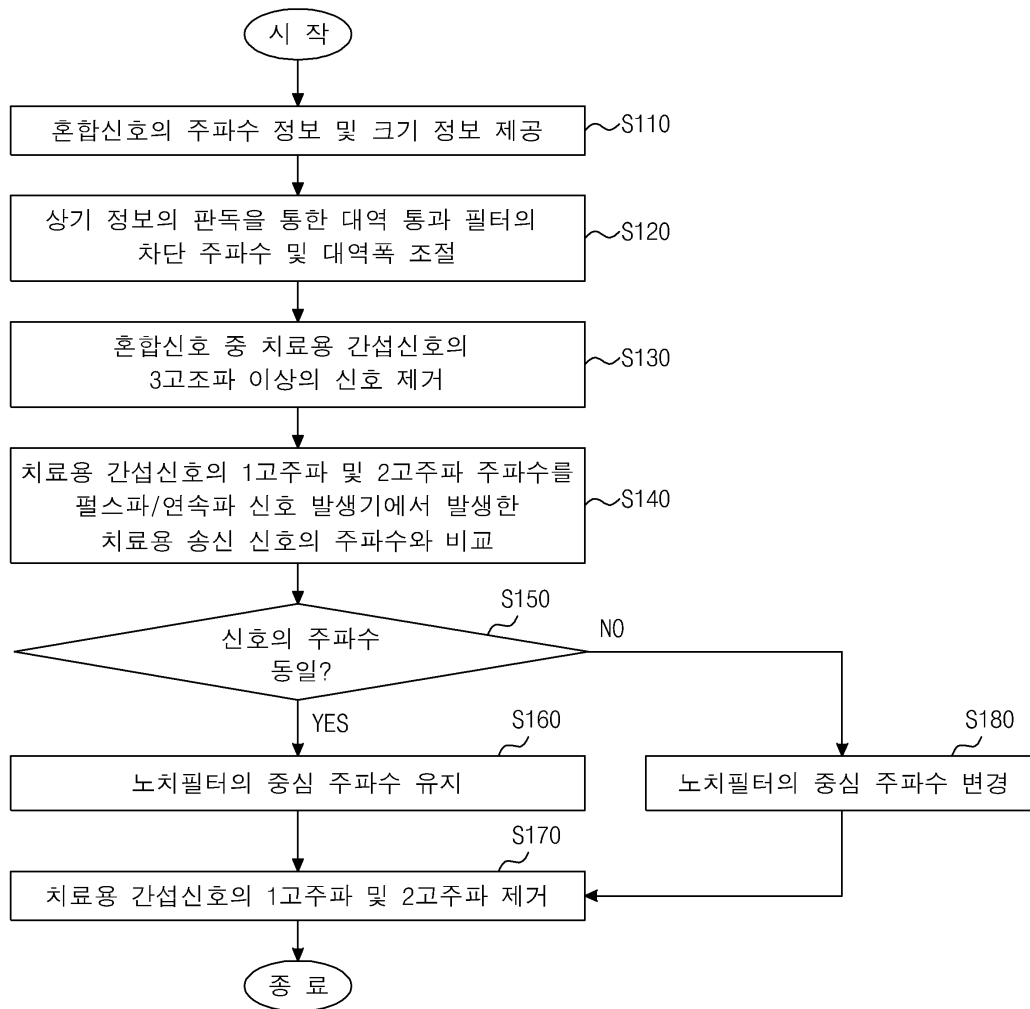 시 작
혼합신호의 주파수 정보 및 크기 정보 제공
S110
상기 정보의 판독을 통한 대역 통과 필터의
차단 주파수 및 대역폭 조절
S120
혼합신호 중 치료용 간섭신호의
3고조파 이상의 신호 제거
S130
치료용 간섭신호의 1고주파 및 2고주파 주파수를
펄스파/연속파 신호 발생기에서 발생한
치료용 송신 신호의 주파수와 비교
S140
S150
신호의 주파수
동일?
NO
YES
S160
노치필터의 중심 주파수 유지
S180
노치필터의 중심 주파수 변경
S170
치료용 간섭신호의 1고주파 및 2고주파 제거
종 료